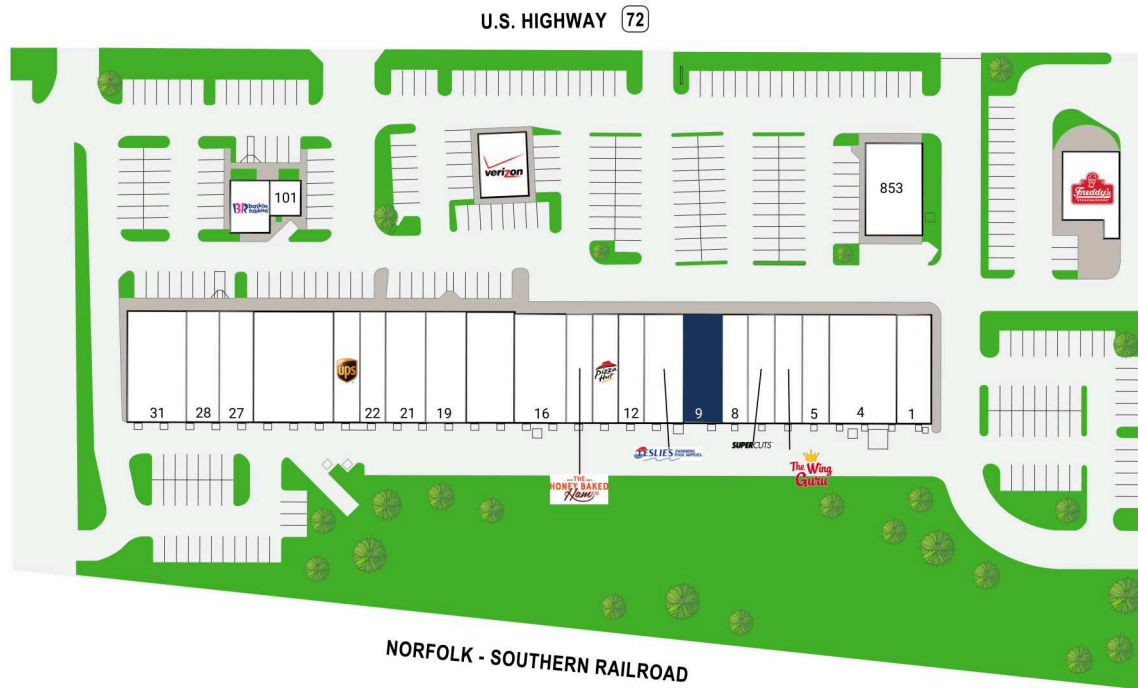 U.S. HIGHWAY 72
verizon
BR baskin robbins
101
853
Freddy's
STEAKBURGERS
ups
Pizza Hut
31
28
27
22
21
19
16
12
9
8
5
4
1
LESLIE'S SWIMMING POOL SUPPLIES
SUPERCUTS
The Wing
Guru
THE
HONEY BAKED
Ham CO
NORFOLK - SOUTHERN RAILROAD